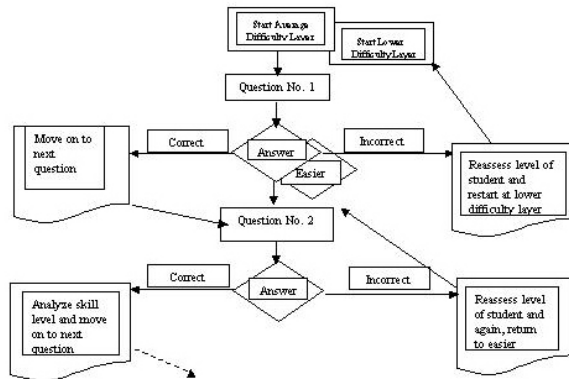 Start Average
Difficulty Layer
Start Lower
Difficulty Layer
Question No. 1
Move on to
next
question
Correct
Answer
Incorrect
Easier
Reassess level of
student and
restart at lower
difficulty layer
Question No. 2
Correct
Answer
Incorrect
Analyze skill
level and move
on to next
question
Reassess level
of student and
again, return
to easier